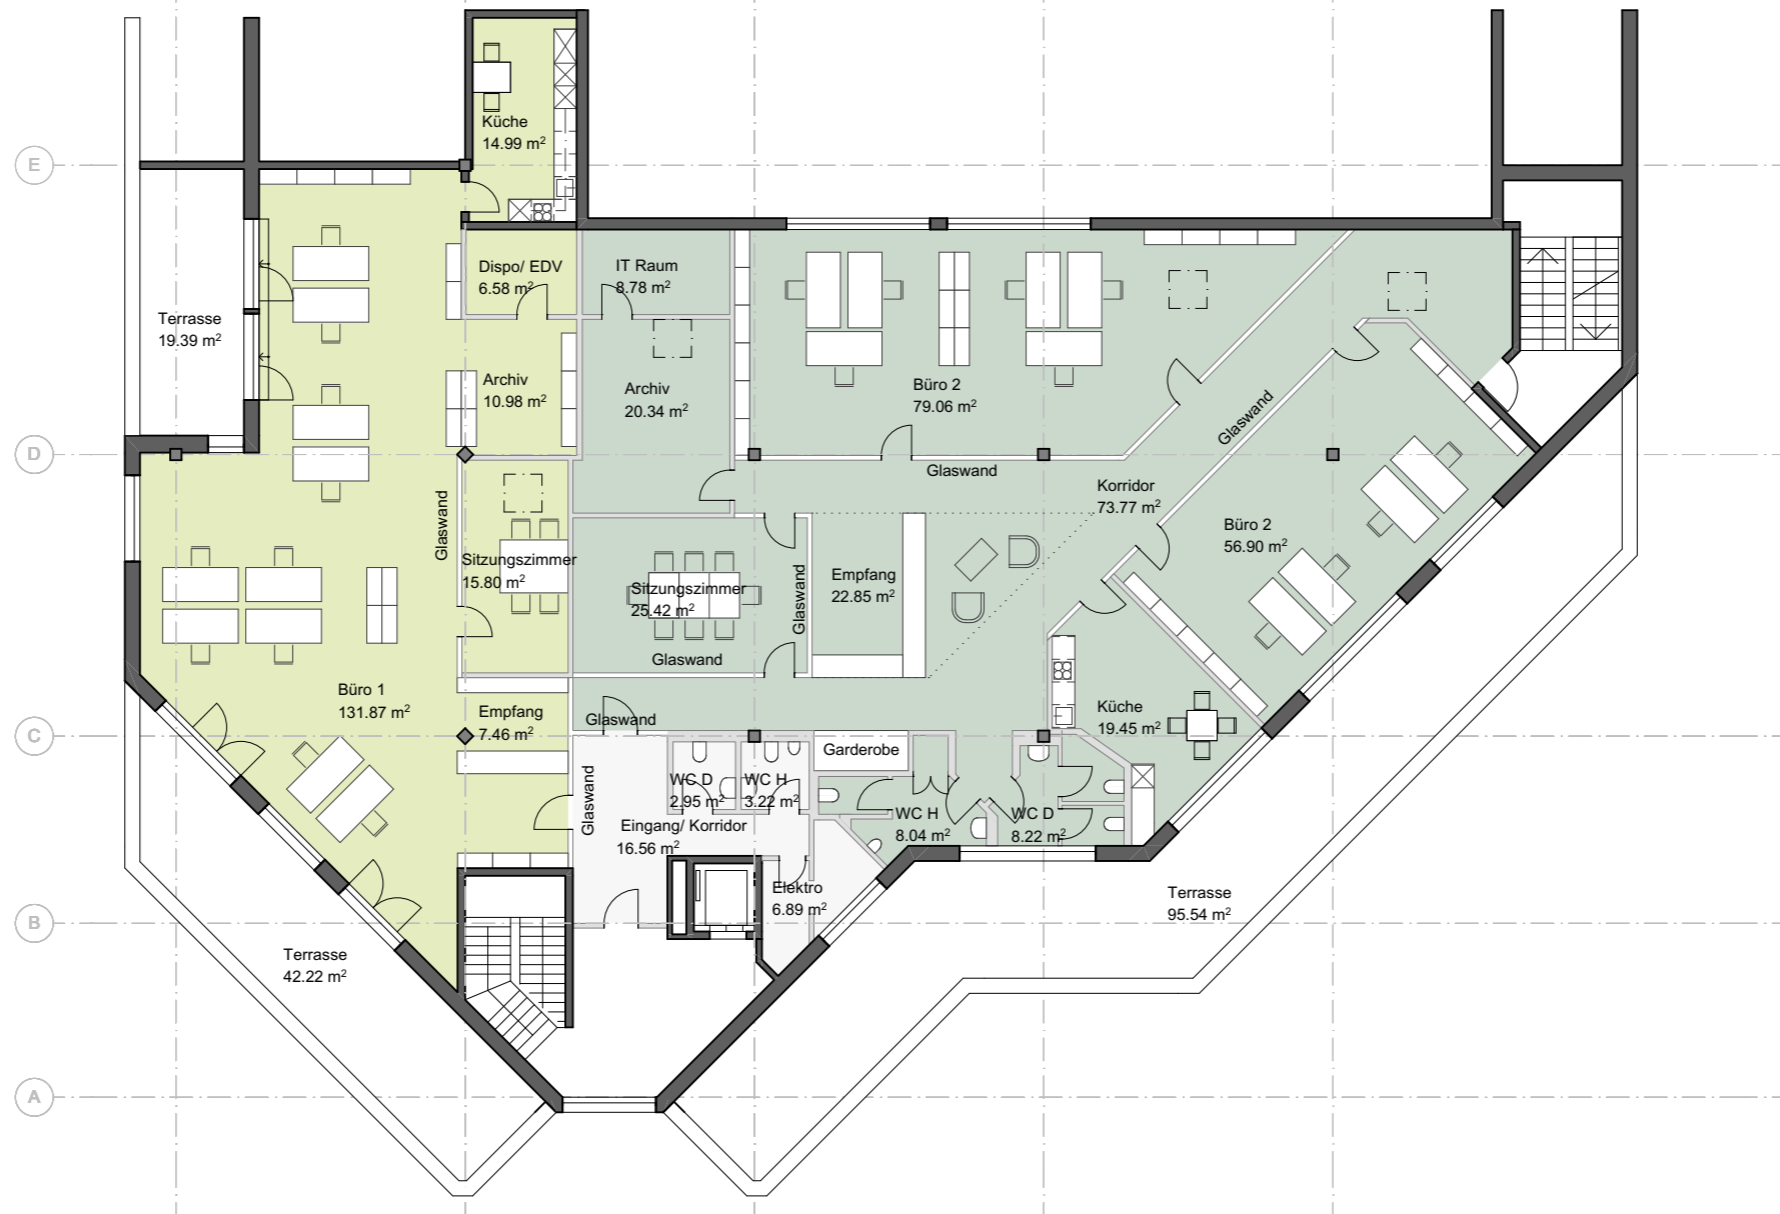 Küche
14.99 m²
E
Dispo/ EDV
6.58 m²
IT Raum
8.78 m²
Terrasse
19.39 m²
Archiv
10.98 m²
Archiv
20.34 m²
Büro 2
79.06 m²
Glaswand
D
Glaswand
Glaswand
Korridor
73.77 m²
Büro 2
56.90 m²
Sitzungszimmer
15.80 m²
Sitzungszimmer
25.42 m²
Glaswand
Empfang
22.85 m²
Glaswand
Büro 1
131.87 m²
Empfang
7.46 m²
Glaswand
Küche
19.45 m²
C
Garderobe
Glaswand
WC D
2.95 m²
WC H
3.22 m²
WC H
8.04 m²
WC D
8.22 m²
Eingang/ Korridor
16.56 m²
Elektro
6.89 m²
Terrasse
95.54 m²
B
Terrasse
42.22 m²
A